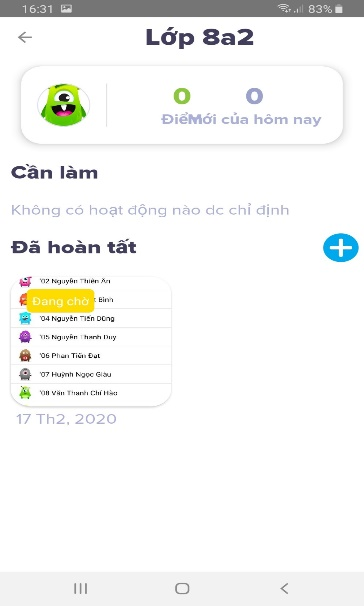 16:31 83%
Lớp 8a2
0 0
Điểm Mới của hôm nay
Cần làm
Không có hoạt động nào dc chỉ định
Đã hoàn tất
'02 Nguyễn Thiên Ân
Đang chờ Bình
'04 Nguyễn Tiến Dũng
'05 Nguyễn Thanh Duy
'06 Phan Tiến Đạt
'07 Huỳnh Ngọc Giàu
'08 Văn Thanh Chí Hào
17 Th2, 2020